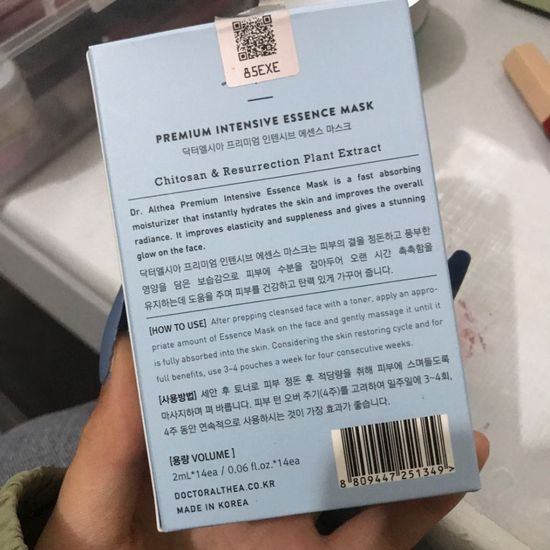 85EXE
PREMIUM INTENSIVE ESSENCE MASK
닥터엘시아 프리미엄 인텐시브 에센스 마스크
Chitosan & Resurrection Plant Extract
Dr. Althea Premium Intensive Essence Mask is a fast absorbing
moisturizer that instantly hydrates the skin and improves the overall
radiance. It improves elasticity and suppleness and gives a stunning
glow on the face.
닥터엘시아 프리미엄 인텐시브 에센스 마스크는 피부의 결을 정돈하고 풍부한
영양을 담은 보습감으로 피부에 수분을 잡아두어 오랜 시간 촉촉함을
유지하는데 도움을 주며 피부를 건강하고 탄력 있게 가꾸어 줍니다.
[HOW TO USE] After prepping cleansed face with a toner, apply an appro-
priate amount of Essence Mask on the face and gently massage it until it
is fully absorbed into the skin. Considering the skin restoring cycle and for
full benefits, use 3-4 pouches a week for four consecutive weeks.
[사용방법] 세안 후 토너로 피부 정돈 후 적당량을 취해 피부에 스며들도록
마사지하며 펴 바릅니다. 피부 턴 오버 주기(4주)를 고려하여 일주일에 3-4회,
4주 동안 연속적으로 사용하시는 것이 가장 효과가 좋습니다.
[용량 VOLUME]
2mL*14ea / 0.06 fl.oz.*14ea
DOCTORALTHEA.CO.KR
MADE IN KOREA
8 809447 251349 >